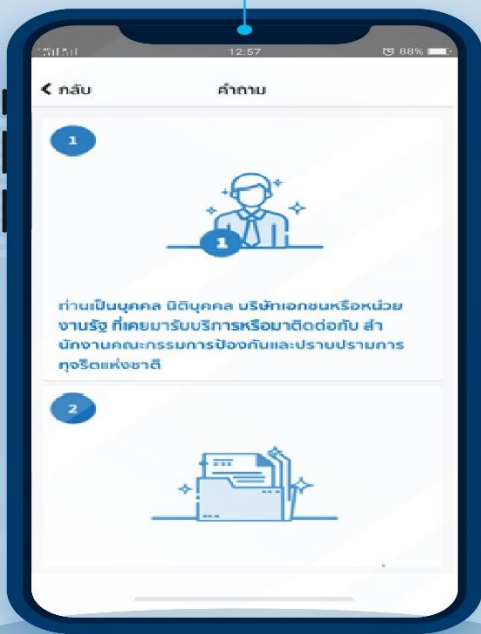 12:57
88%
กลับ
คำถาม
1
1
ท่านเป็นบุคคล นิติบุคคล บริษัทเอกชนหรือหน่วย
งานรัฐ ที่เคยมารับบริการหรือมาติดต่อกับ สำ
นักงานคณะกรรมการป้องกันและปราบปรามการ
ทุจริตแห่งชาติ
2